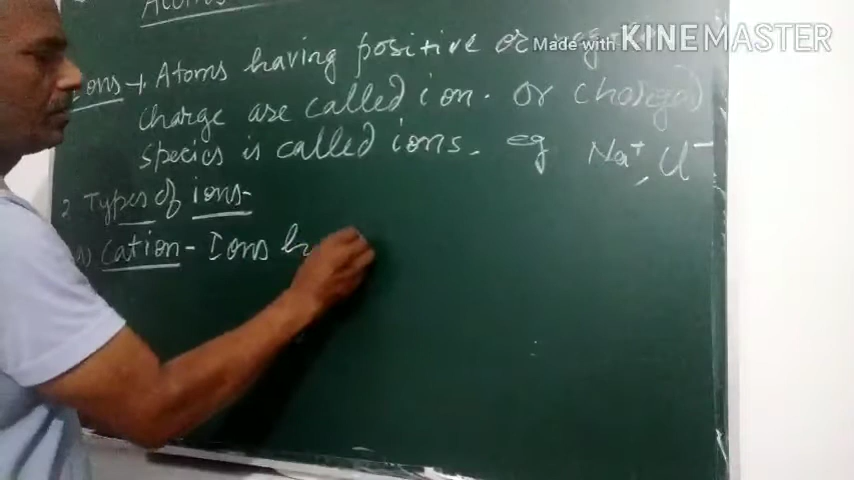 Atoms
Ions → Atoms having positive or
Made with KINEMASTER
charge are called ion. or charged
species is called ions. eg Na⁺, Cl⁻
2 Types of ions-
Cation - Ions h